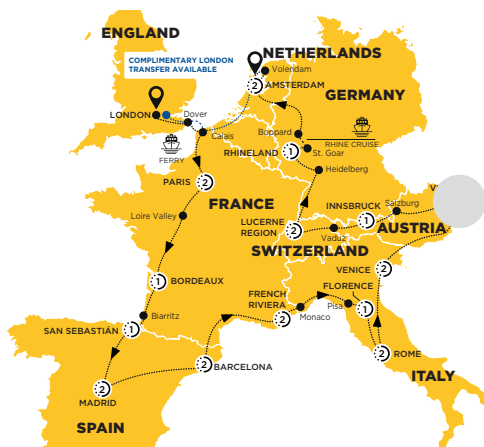 ENGLAND
COMPLIMENTARY LONDON
TRANSFER AVAILABLE
NETHERLANDS
Volendam
2
AMSTERDAM
GERMANY
LONDON
Dover
Calais
FERRY
Boppard
RHINE CRUISE
St. Goar
1
RHINELAND
Heidelberg
PARIS
2
FRANCE
Loire Valley
LUCERNE
REGION
2
INNSBRUCK
1
Salzburg
V
AUSTRIA
Vaduz
SWITZERLAND
VENICE
2
1
BORDEAUX
FRENCH
RIVIERA
2
Monaco
FLORENCE
Pisa
1
Biarritz
SAN SEBASTIÁN
1
2
BARCELONA
2
ROME
2
MADRID
ITALY
SPAIN